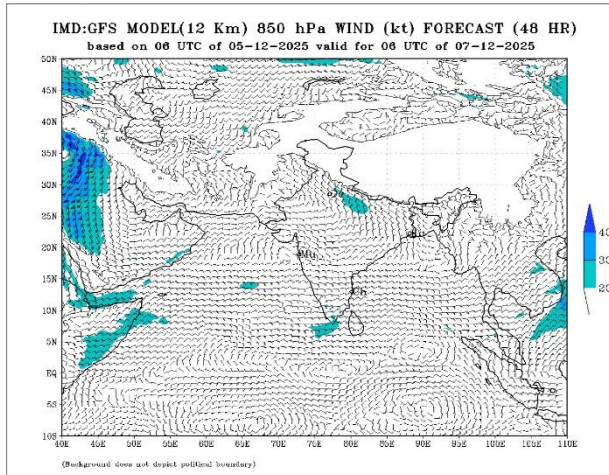 IMD:GFS MODEL(12 Km) 850 hPa WIND (kt) FORECAST (48 HR)
based on 06 UTC of 05-12-2025 valid for 06 UTC of 07-12-2025
50N
45N
40N
35N
30N
25N
20N
15N
10N
5N
EQ
5S
10S
40E 45E 50E 55E 60E 65E 70E 75E 80E 85E 90E 95E 100E 105E 110E
Mu
40
30
20
(Background does not depict political boundary)